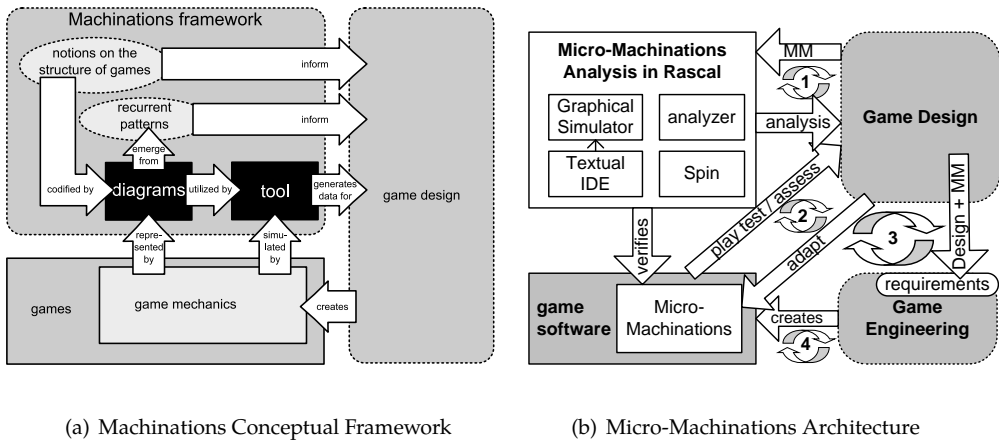 Machinations framework
notions on the
structure of games
inform
recurrent
patterns
inform
emerge
from
codified by
diagrams
utilized by
tool
generates
data for
game design
repre-
sented
by
simu-
lated
by
games
game mechanics
creates
(a) Machinations Conceptual Framework
Micro-Machinations
Analysis in Rascal
Graphical
Simulator
analyzer
Textual
IDE
Spin
MM
1
analysis
Game Design
play test / assess
2
adapt
3
Design + MM
verifies
requirements
game
software
Micro-
Machinations
creates
4
Game
Engineering
(b) Micro-Machinations Architecture